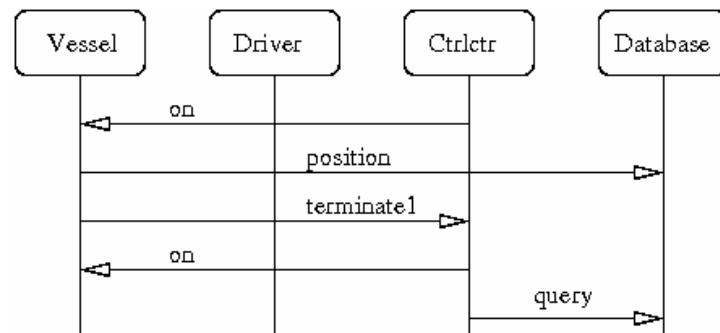 Vessel
Driver
Ctrlctr
Database
on
position
terminate1
on
query